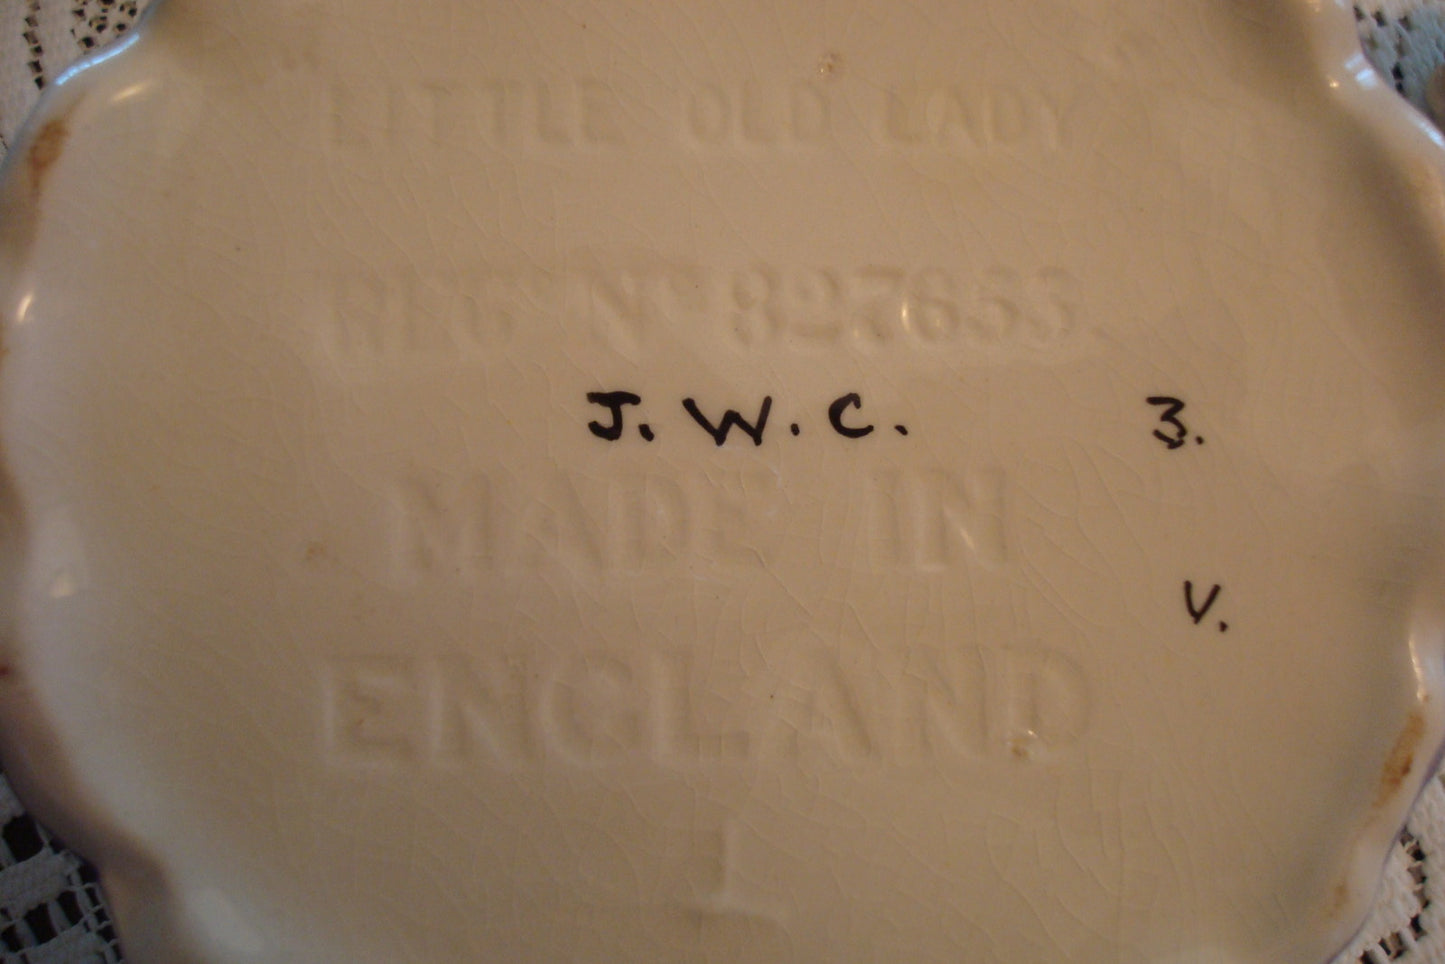 "LITTLE OLD LADY"
REG Nº 827653
J. W. C. 3.
MADE IN
V.
ENGLAND
1